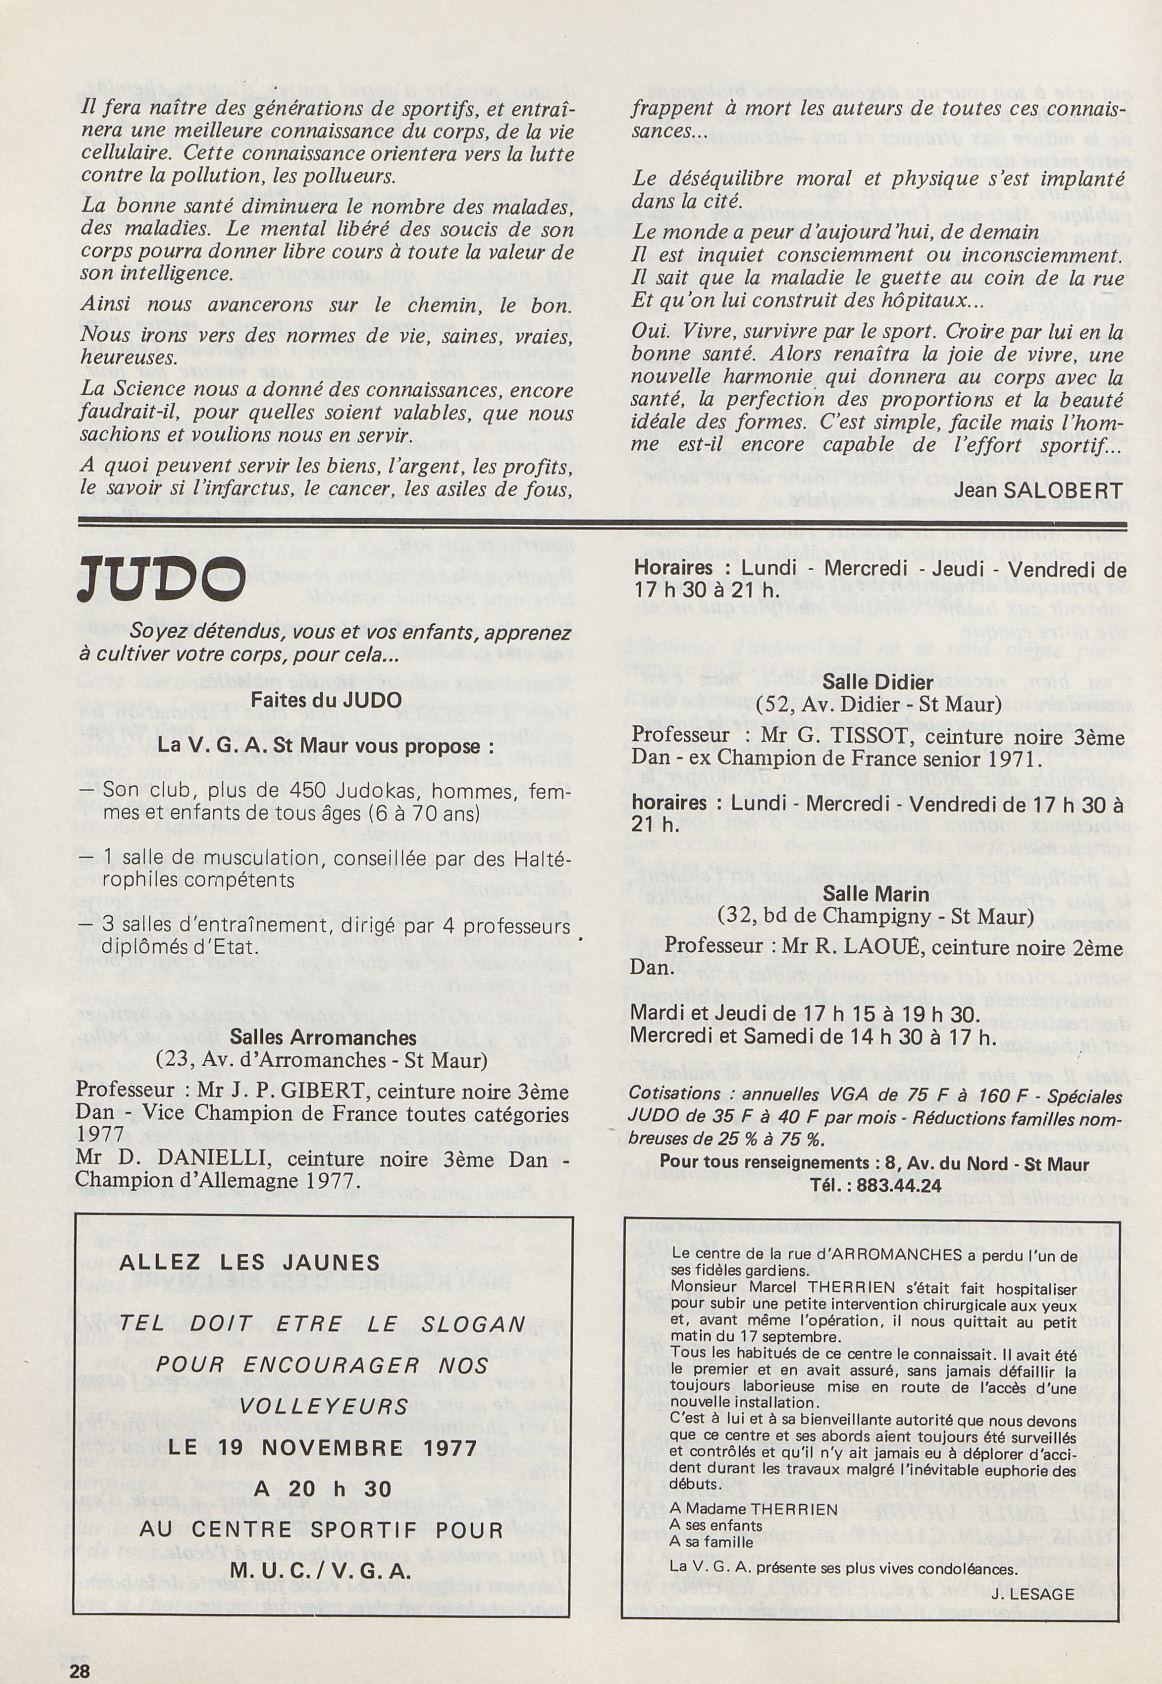 Il fera naître des générations de sportifs, et entraî-
nera une meilleure connaissance du corps, de la vie
cellulaire. Cette connaissance orientera vers la lutte
contre la pollution, les pollueurs.
La bonne santé diminuera le nombre des malades,
des maladies. Le mental libéré des soucis de son
corps pourra donner libre cours à toute la valeur de
son intelligence.
Ainsi nous avancerons sur le chemin, le bon.
Nous irons vers des normes de vie, saines, vraies,
heureuses.
La Science nous a donné des connaissances, encore
faudrait-il, pour quelles soient valables, que nous
sachions et voulions nous en servir.
A quoi peuvent servir les biens, l'argent, les profits,
le savoir si l'infarctus, le cancer, les asiles de fous,
frappent à mort les auteurs de toutes ces connais-
sances...
Le déséquilibre moral et physique s'est implanté
dans la cité.
Le monde a peur d'aujourd'hui, de demain
Il est inquiet consciemment ou inconsciemment.
Il sait que la maladie le guette au coin de la rue
Et qu'on lui construit des hôpitaux...
Oui. Vivre, survivre par le sport. Croire par lui en la
bonne santé. Alors renaîtra la joie de vivre, une
nouvelle harmonie qui donnera au corps avec la
santé, la perfection des proportions et la beauté
idéale des formes. C'est simple, facile mais l'hom-
me est-il encore capable de l'effort sportif...
Jean SALOBERT
JUDO
Soyez détendus, vous et vos enfants, apprenez
à cultiver votre corps, pour cela...
Faites du JUDO
La V. G. A. St Maur vous propose :
— Son club, plus de 450 Judokas, hommes, fem-
mes et enfants de tous âges (6 à 70 ans)
— 1 salle de musculation, conseillée par des Halté-
rophiles compétents
— 3 salles d'entraînement, dirigé par 4 professeurs
diplômés d'Etat.
Salles Arromanches
(23, Av. d'Arromanches - St Maur)
Professeur : Mr J. P. GIBERT, ceinture noire 3ème
Dan - Vice Champion de France toutes catégories
1977
Mr D. DANIELLI, ceinture noire 3ème Dan -
Champion d'Allemagne 1977.
Horaires : Lundi - Mercredi - Jeudi - Vendredi de
17 h 30 à 21 h.
Salle Didier
(52, Av. Didier - St Maur)
Professeur : Mr G. TISSOT, ceinture noire 3ème
Dan - ex Champion de France senior 1971.
horaires : Lundi - Mercredi - Vendredi de 17 h 30 à
21 h.
Salle Marin
(32, bd de Champigny - St Maur)
Professeur : Mr R. LAOUÉ, ceinture noire 2ème
Dan.
Mardi et Jeudi de 17 h 15 à 19 h 30.
Mercredi et Samedi de 14 h 30 à 17 h.
Cotisations : annuelles VGA de 75 F à 160 F - Spéciales
JUDO de 35 F à 40 F par mois - Réductions familles nom-
breuses de 25 % à 75 %.
Pour tous renseignements : 8, Av. du Nord - St Maur
Tél. : 883.44.24
ALLEZ LES JAUNES
TEL DOIT ETRE LE SLOGAN
POUR ENCOURAGER NOS
VOLLEYEURS
LE 19 NOVEMBRE 1977
A 20 h 30
AU CENTRE SPORTIF POUR
M. U. C. / V. G. A.
Le centre de la rue d'ARROMANCHES a perdu l'un de
ses fidèles gardiens.
Monsieur Marcel THERRIEN s'était fait hospitaliser
pour subir une petite intervention chirurgicale aux yeux
et, avant même l'opération, il nous quittait au petit
matin du 17 septembre.
Tous les habitués de ce centre le connaissait. Il avait été
le premier et en avait assuré, sans jamais défaillir la
toujours laborieuse mise en route de l'accès d'une
nouvelle installation.
C'est à lui et à sa bienveillante autorité que nous devons
que ce centre et ses abords aient toujours été surveillés
et contrôlés et qu'il n'y ait jamais eu à déplorer d'acci-
dent durant les travaux malgré l'inévitable euphorie des
débuts.
A Madame THERRIEN
A ses enfants
A sa famille
La V. G. A. présente ses plus vives condoléances.
J. LESAGE
28